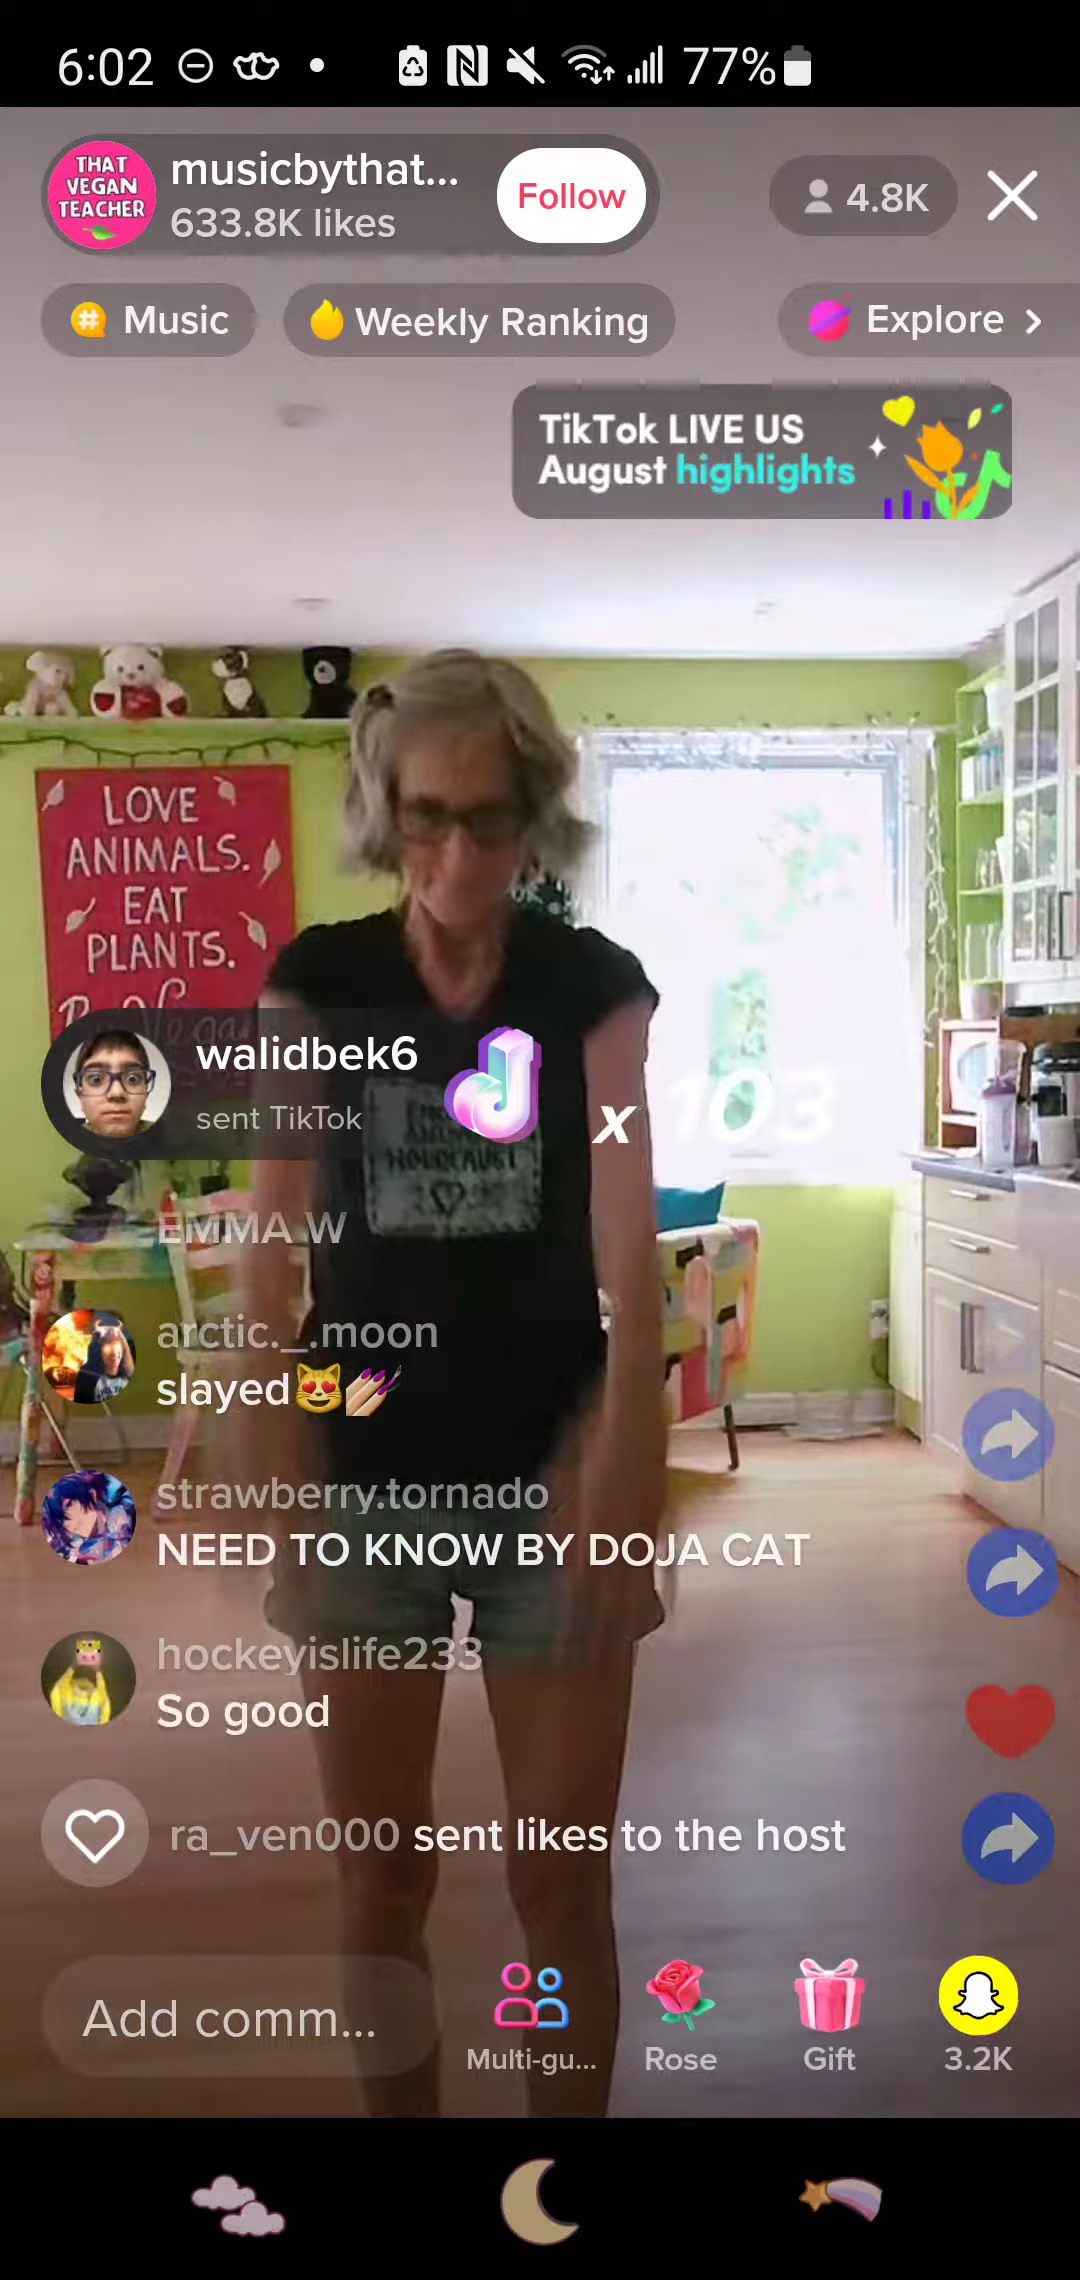 6:02
77%
THAT
VEGAN
TEACHER
musicbythat...
633.8K likes
Follow
4.8K
Music
Weekly Ranking
Explore
TikTok LIVE US
August highlights
LOVE
ANIMALS.
EAT
PLANTS.
walidbek6
sent TikTok
x 103
HOLOCAUST
EMMA W
arctic._.moon
slayed😻💅🏼
strawberry.tornado
NEED TO KNOW BY DOJA CAT
hockeyislife233
So good
ra_ven000 sent likes to the host
Add comm...
Multi-gu...
Rose
Gift
3.2K